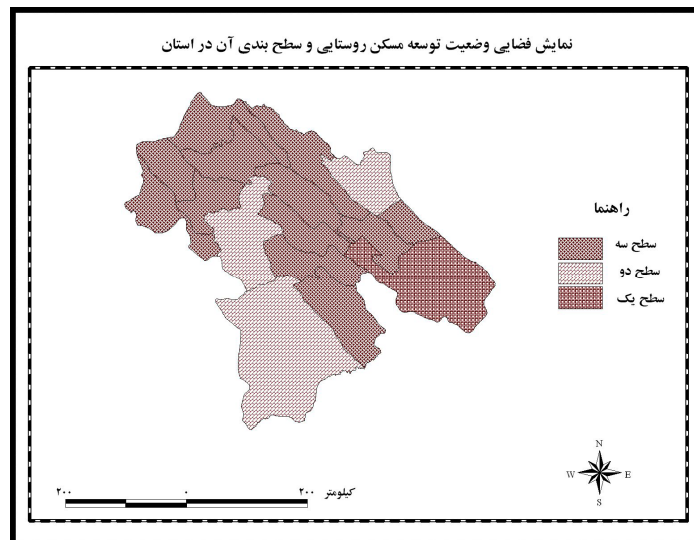 نمایش فضایی وضعیت توسعه مسکن روستایی و سطح بندی آن در استان
راهنما
سطح سه
سطح دو
سطح یک
N
W E
S
۲۰۰ ۰ ۲۰۰ کیلومتر